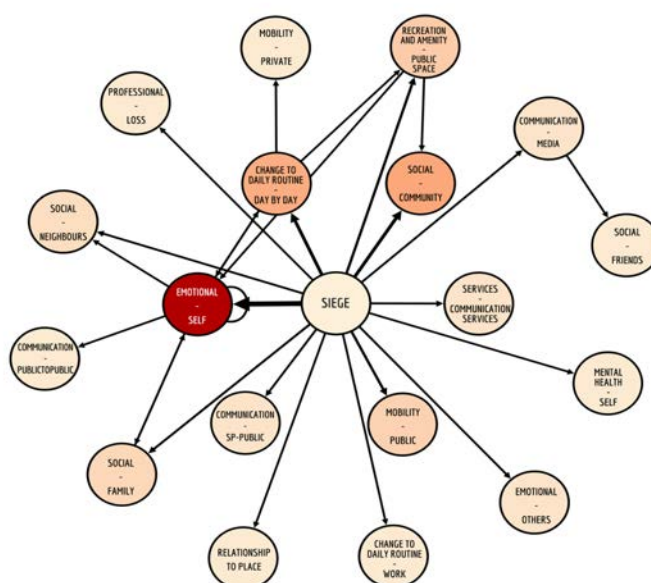 MOBILITY
-
PRIVATE
RECREATION
AND AMENITY -
PUBLIC
SPACE
PROFESSIONAL
-
LOSS
COMMUNICATION
-
MEDIA
CHANGE TO
DAILY ROUTINE
-
DAY BY DAY
SOCIAL
-
COMMUNITY
SOCIAL
-
NEIGHBOURS
SOCIAL
-
FRIENDS
EMOTIONAL
-
SELF
SIEGE
SERVICES
-
COMMUNICATION
SERVICES
COMMUNICATION
-
PUBLICTOPUBLIC
MENTAL
HEALTH
-
SELF
COMMUNICATION
-
SP-PUBLIC
MOBILITY
-
PUBLIC
SOCIAL
-
FAMILY
EMOTIONAL
-
OTHERS
RELATIONSHIP
TO PLACE
CHANGE TO
DAILY ROUTINE
-
WORK